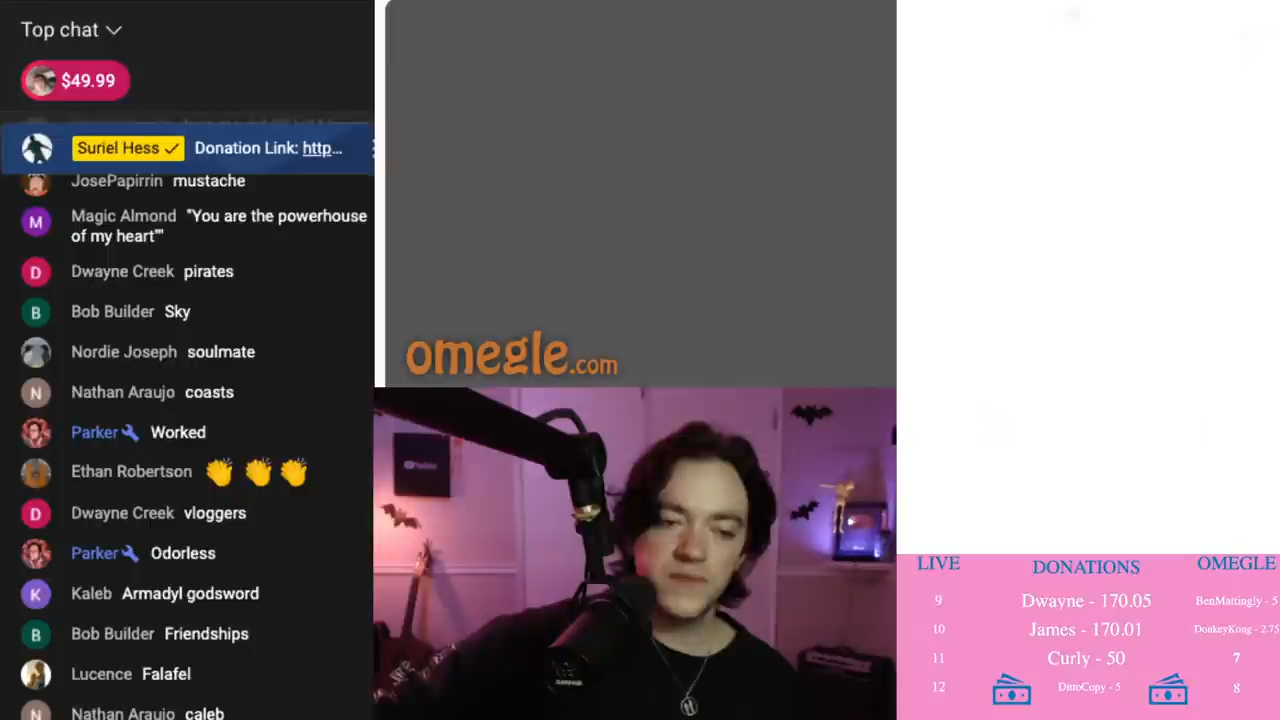 Top chat
$49.99
Suriel Hess Donation Link: http...
JosePapirrin mustache
Magic Almond "You are the powerhouse
of my heart""
Dwayne Creek pirates
Bob Builder Sky
Nordie Joseph soulmate
Nathan Araujo coasts
Parker Worked
Ethan Robertson 👏 👏 👏
Dwayne Creek vloggers
Parker Odorless
Kaleb Armadyl godsword
Bob Builder Friendships
Lucence Falafel
Nathan Araujo caleb
M
D
B
N
D
K
B
N
omegle.com
YouTube
LIVE DONATIONS OMEGLE
9 Dwayne - 170.05 BenMattingly - 5
10 James - 170.01 DonkeyKong - 2.75
11 Curly - 50 7
12 DittoCopy - 5 8